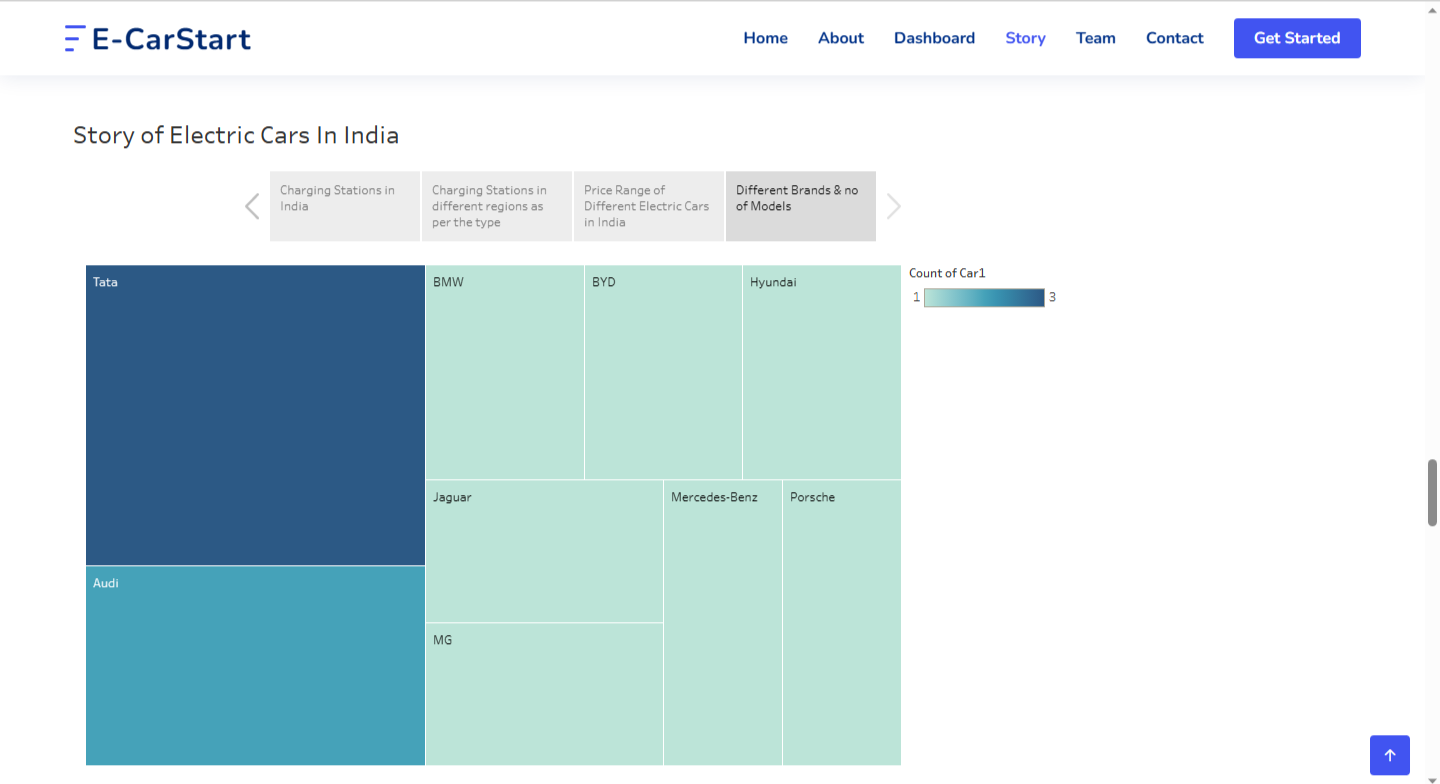 E-CarStart
Home About Dashboard Story Team Contact Get Started
Story of Electric Cars In India
Charging Stations in
India
Charging Stations in
different regions as
per the type
Price Range of
Different Electric Cars
in India
Different Brands & no
of Models
Tata
BMW
BYD
Hyundai
Count of Car1
1 3
Jaguar
Mercedes-Benz
Porsche
Audi
MG